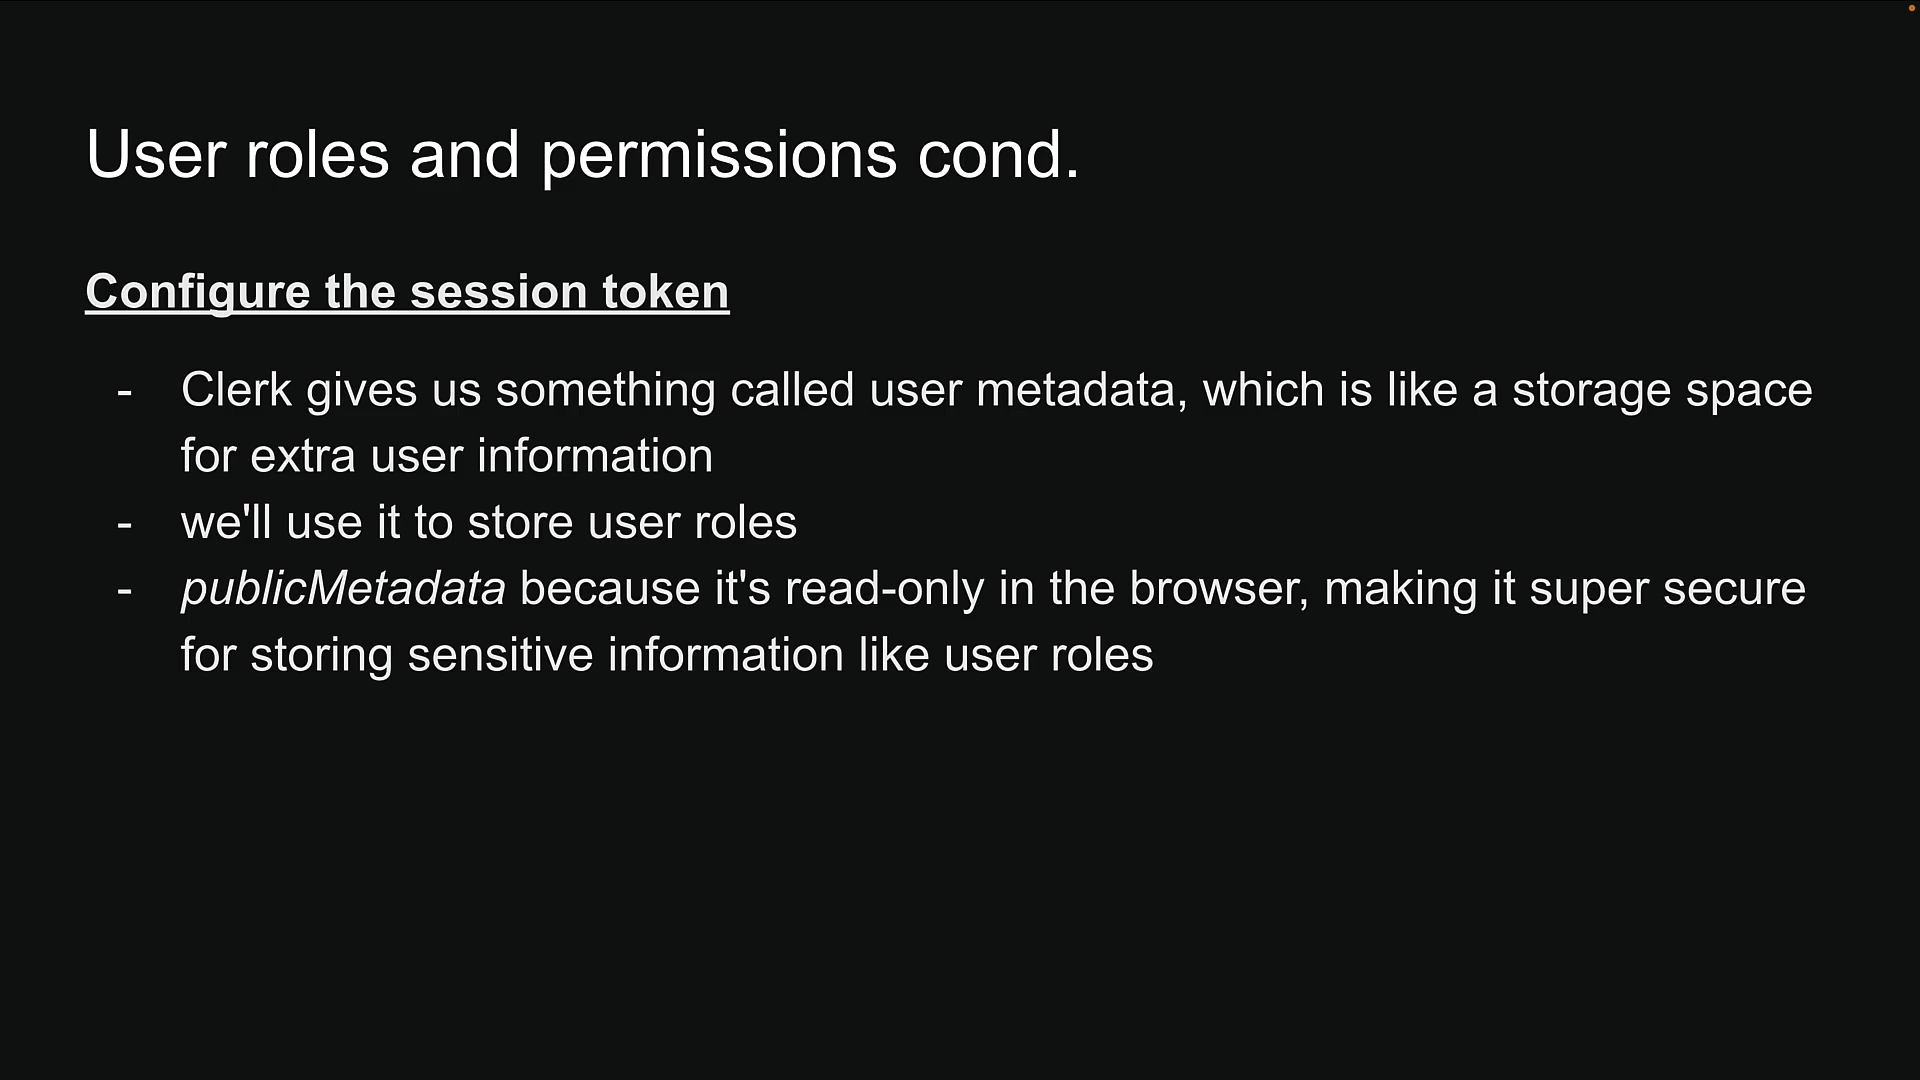 User roles and permissions cond.
Configure the session token
- Clerk gives us something called user metadata, which is like a storage space
for extra user information
- we'll use it to store user roles
- publicMetadata because it's read-only in the browser, making it super secure
for storing sensitive information like user roles